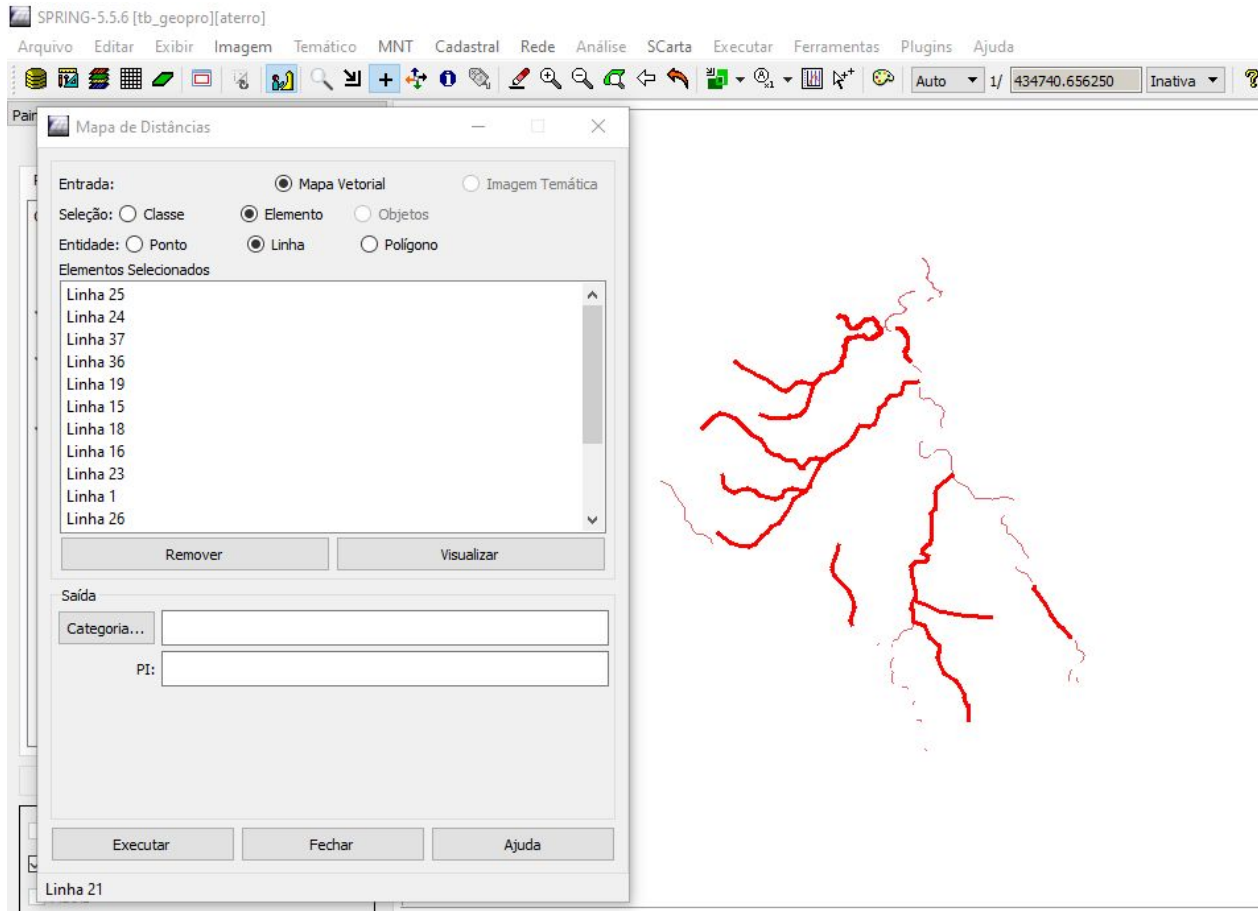 SPRING-5.5.6 [tb_geopro][aterro]
Arquivo Editar Exibir Imagem Temático MNT Cadastral Rede Análise SCarta Executar Ferramentas Plugins Ajuda
Auto 1/ 434740.656250 Inativa
Mapa de Distâncias
Entrada: Mapa Vetorial Imagem Temática
Seleção: Classe Elemento Objetos
Entidade: Ponto Linha Polígono
Elementos Selecionados
Linha 25
Linha 24
Linha 37
Linha 36
Linha 19
Linha 15
Linha 18
Linha 16
Linha 23
Linha 1
Linha 26
Remover Visualizar
Saída
Categoria...
PI:
Executar Fechar Ajuda
Linha 21